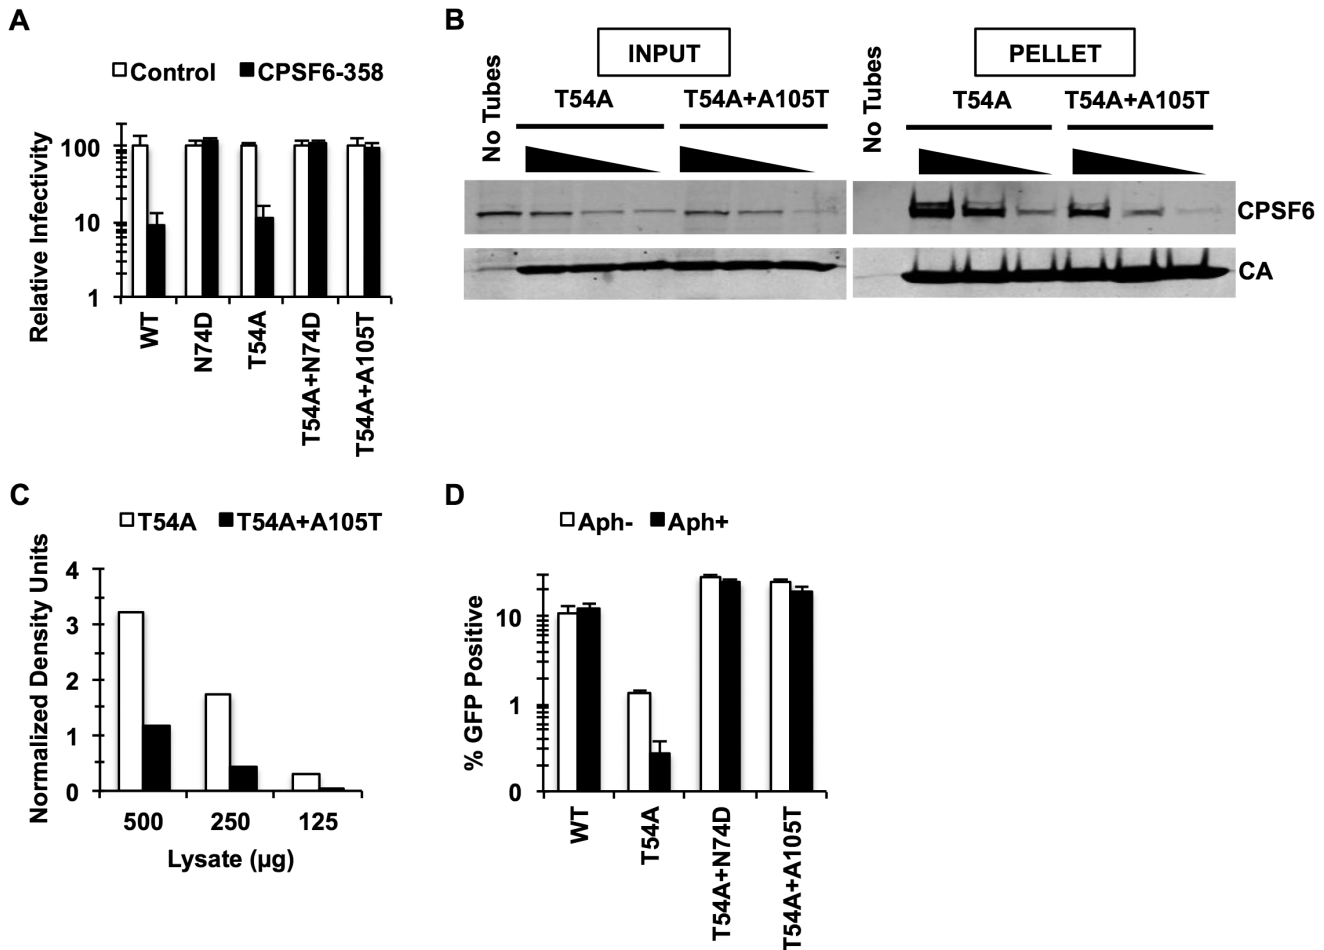 A
Control CPSF6-358
Relative Infectivity
100
10
1
WT
N74D
T54A
T54A+N74D
T54A+A105T
B
INPUT
PELLET
No Tubes
T54A
T54A+A105T
No Tubes
T54A
T54A+A105T
CPSF6
CA
C
T54A T54A+A105T
Normalized Density Units
4
3
2
1
0
500 250 125
Lysate (µg)
D
Aph- Aph+
% GFP Positive
10
1
0
WT
T54A
T54A+N74D
T54A+A105T